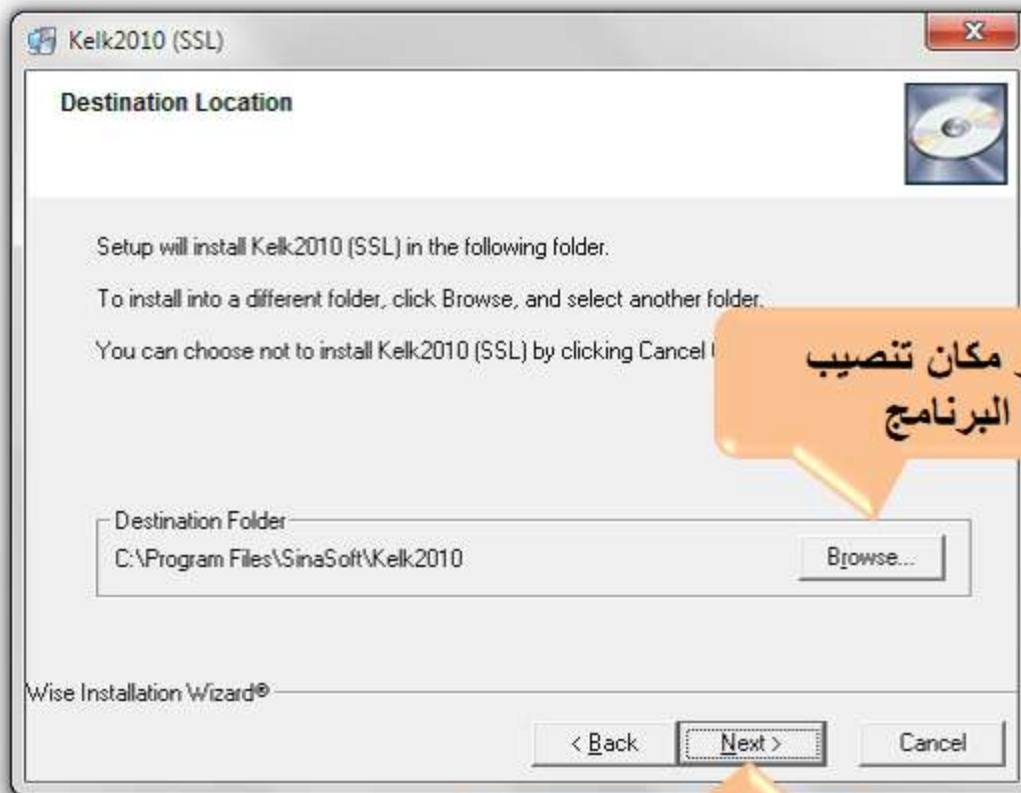 Kelk2010 (SSL)
Destination Location
Setup will install Kelk2010 (SSL) in the following folder.
To install into a different folder, click Browse, and select another folder.
You can choose not to install Kelk2010 (SSL) by clicking Cancel
مكان تنصيب
البرنامج
Destination Folder
C:\Program Files\SinaSoft\Kelk2010
Browse...
Wise Installation Wizard®
< Back
Next >
Cancel